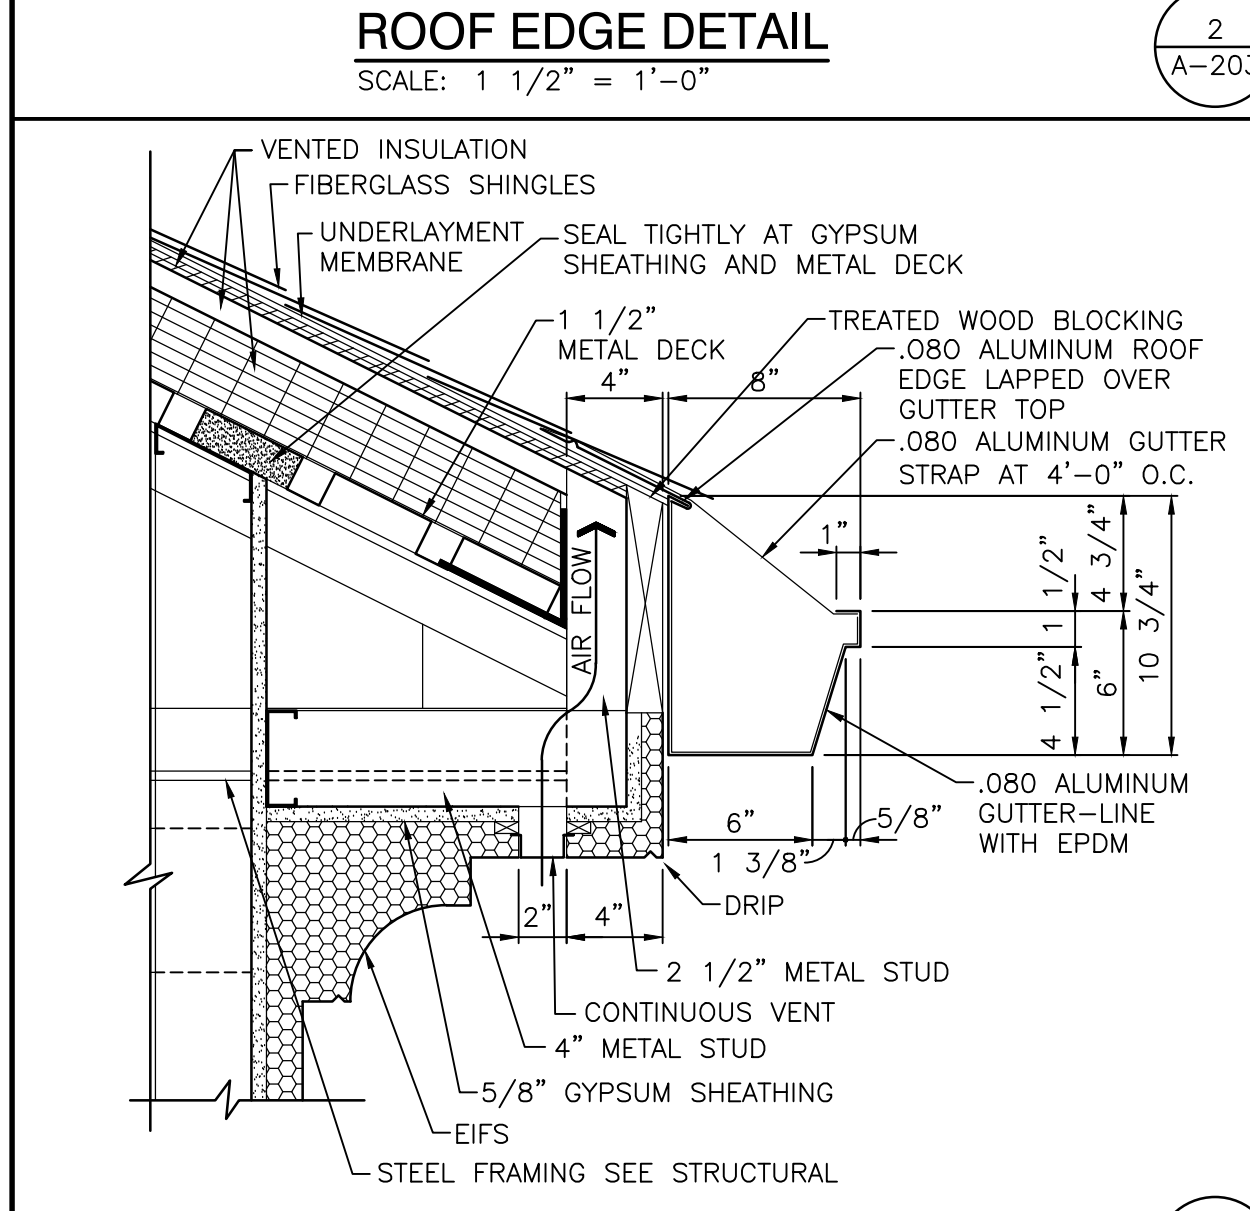 ROOF EDGE DETAIL
SCALE: 1 1/2" = 1'-0"
2
VENTED INSULATION
FIBERGLASS SHINGLES
UNDERLAYMENT
MEMBRANE
SEAL TIGHTLY AT GYPSUM
SHEATHING AND METAL DECK
1 1/2"
METAL DECK
TREATED WOOD BLOCKING
.080 ALUMINUM ROOF
EDGE LAPPED OVER
GUTTER TOP
4"
8"
.080 ALUMINUM GUTTER
STRAP AT 4'-0" O.C.
1"
1 1/2"
4 3/4"
10 3/4"
4 1/2"
6"
AIR FLOW
.080 ALUMINUM
GUTTER-LINE
WITH EPDM
6"
5/8"
1 3/8"
DRIP
2"
4"
2 1/2" METAL STUD
CONTINUOUS VENT
4" METAL STUD
5/8" GYPSUM SHEATHING
EIFS
STEEL FRAMING SEE STRUCTURAL